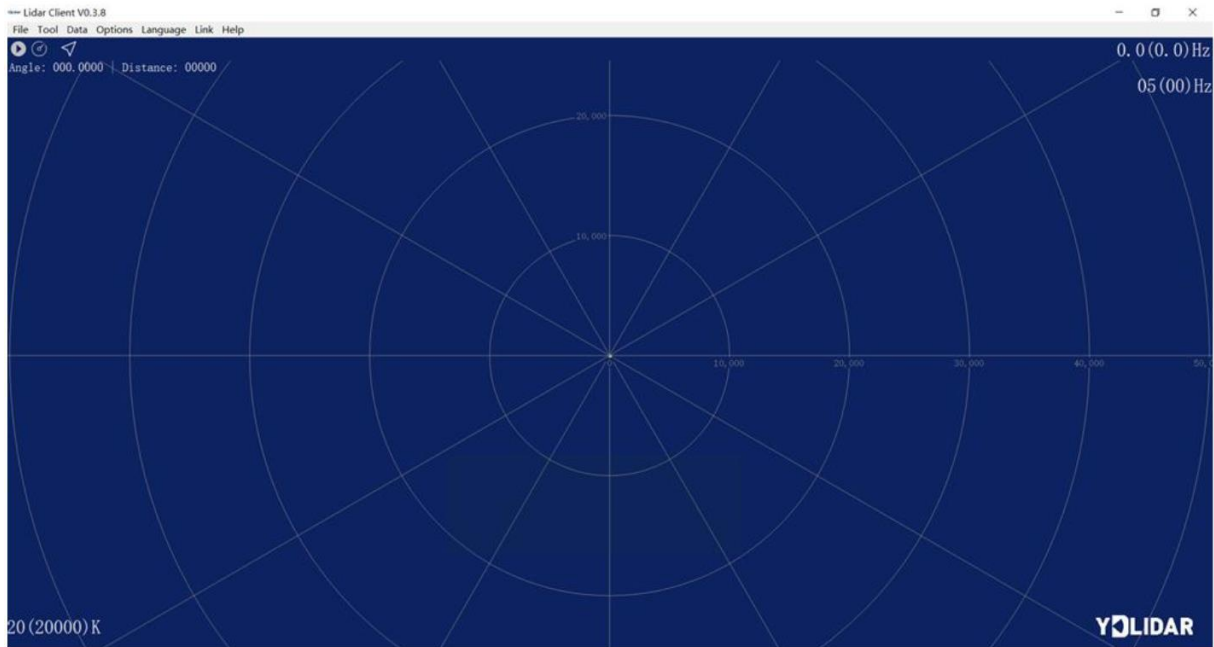 Lidar Client V0.3.8
File Tool Data Options Language Link Help
0.0(0.0)Hz
Angle: 000.0000 | Distance: 00000
05(00)Hz
20,000
10,000
0 10,000 20,000 30,000 40,000 50,
20(20000)K
YDLIDAR